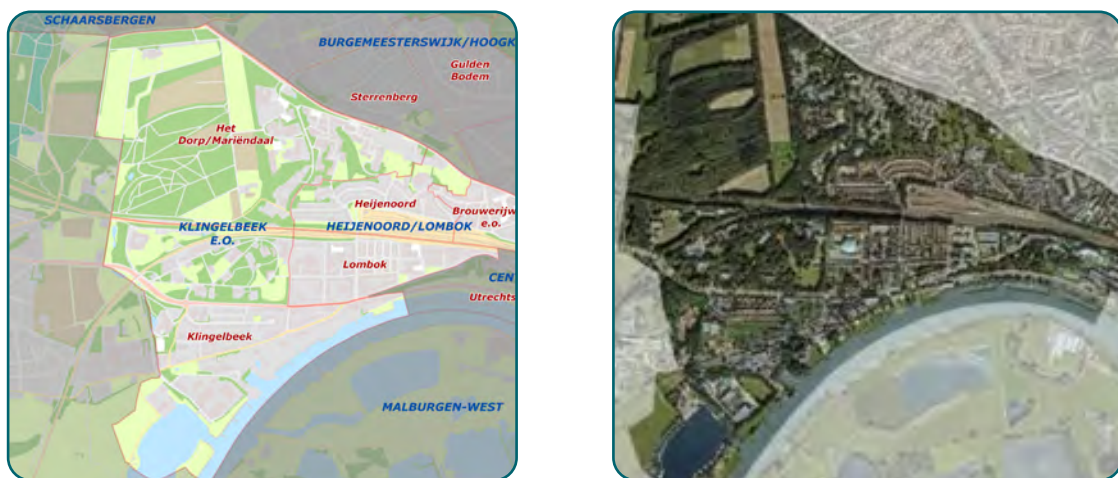 SCHAARSBERGEN
BURGEMEESTERSWIJK/HOOGK
Gulden
Bodem
Sterrenberg
Het
Dorp/Mariëndaal
Heijenoord
Brouwerijw
e.o.
KLINGELBEEK
E.O.
HEIJENOORD/LOMBOK
Lombok
CEN
Utrechts
Klingelbeek
MALBURGEN-WEST